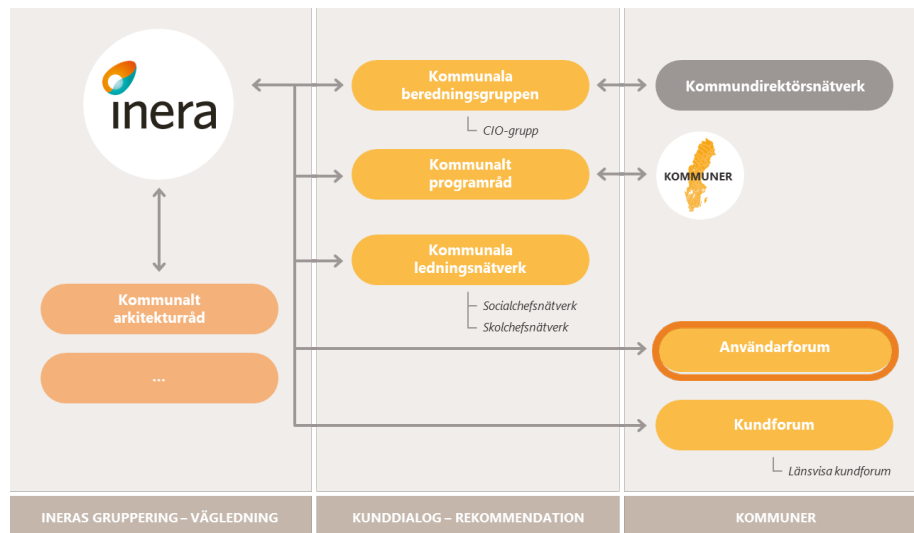 inera
Kommunalt
arkitekturråd
...
INERAS GRUPPERING – VÄGLEDNING
Kommunala
beredningsgruppen
CIO-grupp
Kommunalt
programråd
Kommunala
ledningsnätverk
Socialchefsnätverk
Skolchefsnätverk
KUNDDIALOG – REKOMMENDATION
Kommundirektörsnätverk
KOMMUNER
Användarforum
Kundforum
Länsvisa kundforum
KOMMUNER